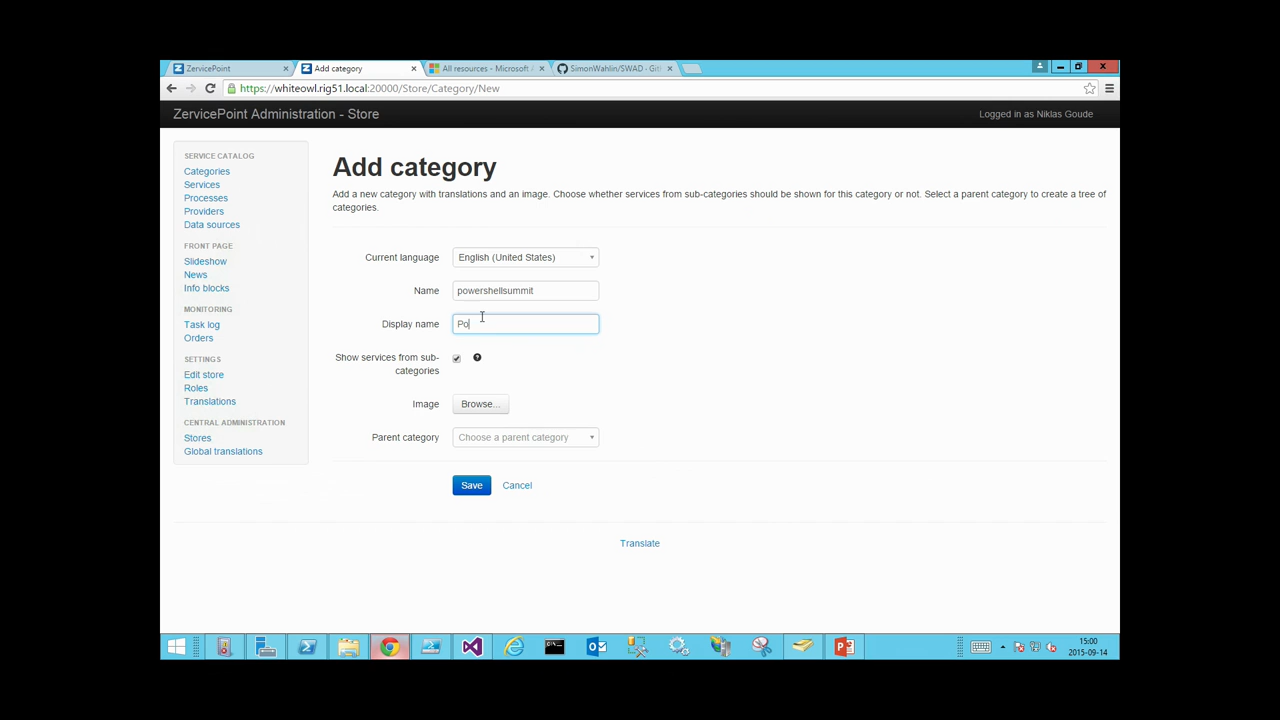 ZervicePoint
Add category
All resources - Microsoft
SimonWahlin/SWAD · Git
https://whiteowl.rig51.local:20000/Store/Category/New
ZervicePoint Administration - Store
Logged in as Niklas Goude
SERVICE CATALOG
Categories
Services
Processes
Providers
Data sources
FRONT PAGE
Slideshow
News
Info blocks
MONITORING
Task log
Orders
SETTINGS
Edit store
Roles
Translations
CENTRAL ADMINISTRATION
Stores
Global translations
Add category
Add a new category with translations and an image. Choose whether services from sub-categories should be shown for this category or not. Select a parent category to create a tree of
categories.
Current language
English (United States)
Name
powershellsummit
Display name
Po
Show services from sub-
categories
Image
Browse...
Parent category
Choose a parent category
Save
Cancel
Translate
15:00
2015-09-14